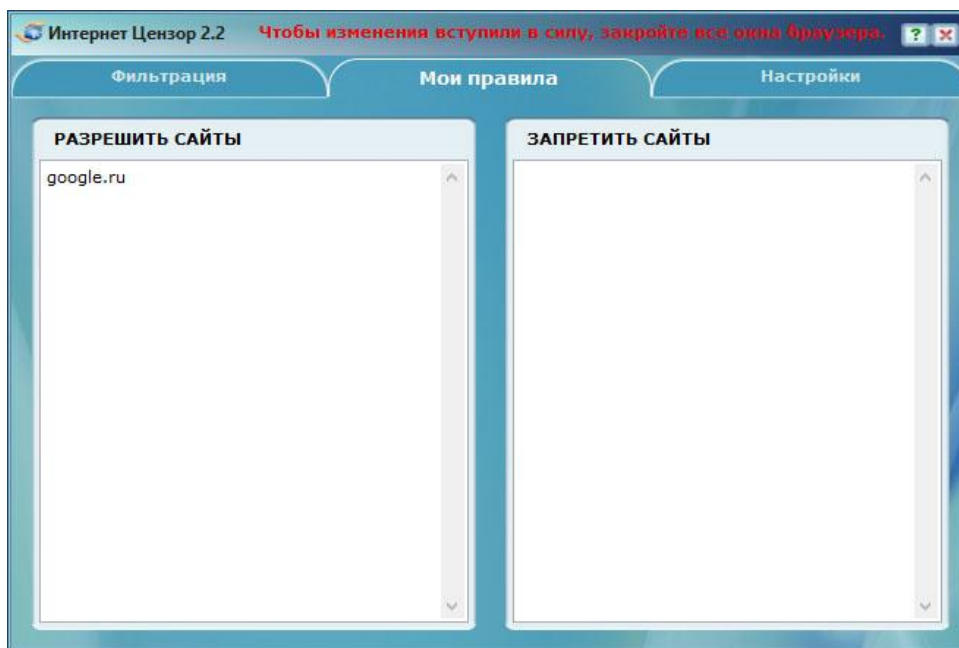 Интернет Цензор 2.2 Чтобы изменения вступили в силу, закройте все окна браузера.
Фильтрация Мои правила Настройки
РАЗРЕШИТЬ САЙТЫ ЗАПРЕТИТЬ САЙТЫ
google.ru